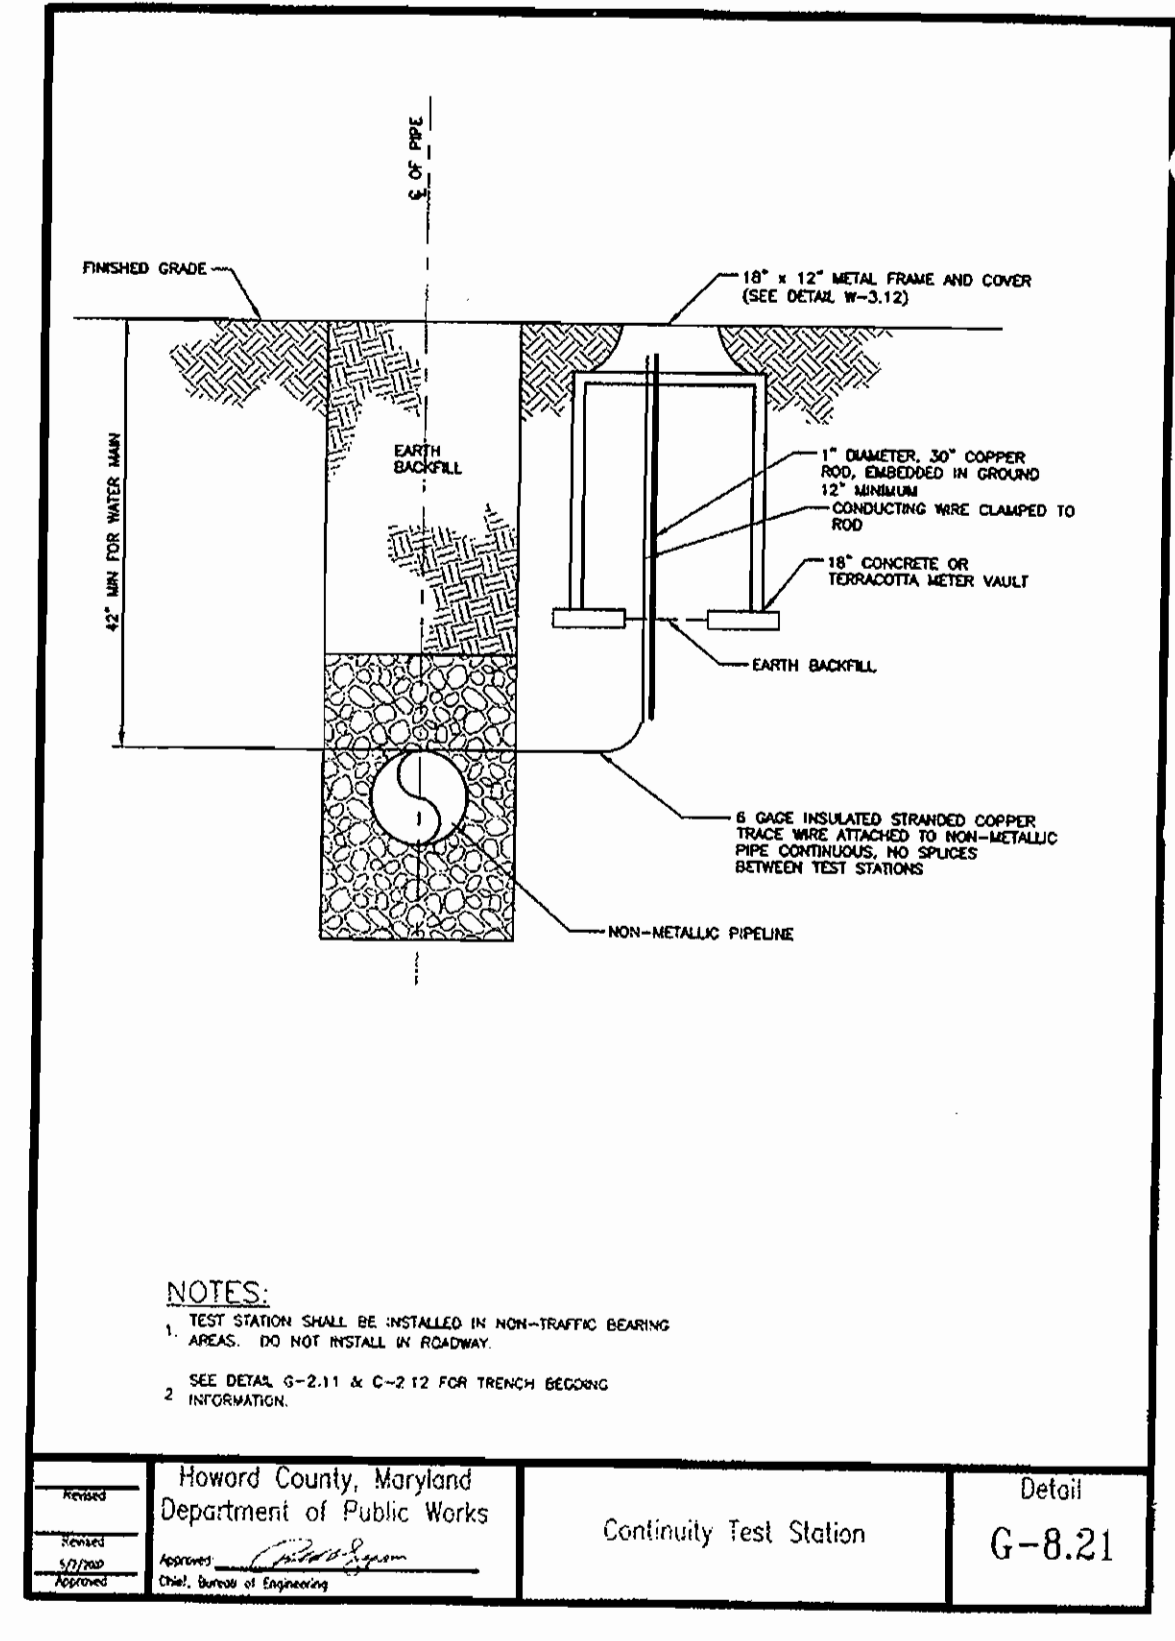 ℄ OF PIPE
FINISHED GRADE
18" x 12" METAL FRAME AND COVER
(SEE DETAIL W-3.12)
42" MIN FOR WATER MAIN
EARTH
BACKFILL
1" DIAMETER, 30" COPPER
ROD, EMBEDDED IN GROUND
12" MINIMUM
CONDUCTING WIRE CLAMPED TO
ROD
18" CONCRETE OR
TERRACOTTA METER VAULT
EARTH BACKFILL
6 GAGE INSULATED STRANDED COPPER
TRACE WIRE ATTACHED TO NON-METALLIC
PIPE CONTINUOUS, NO SPLICES
BETWEEN TEST STATIONS
NON-METALLIC PIPELINE
NOTES:
1. TEST STATION SHALL BE INSTALLED IN NON-TRAFFIC BEARING
AREAS. DO NOT INSTALL IN ROADWAY.
2 SEE DETAIL G-2.11 & G-2.12 FOR TRENCH BEDDING
INFORMATION.
Revised
Revised
Approved
Howard County, Maryland
Department of Public Works
Approved:
Chief, Bureau of Engineering
Continuity Test Station
Detail
G-8.21